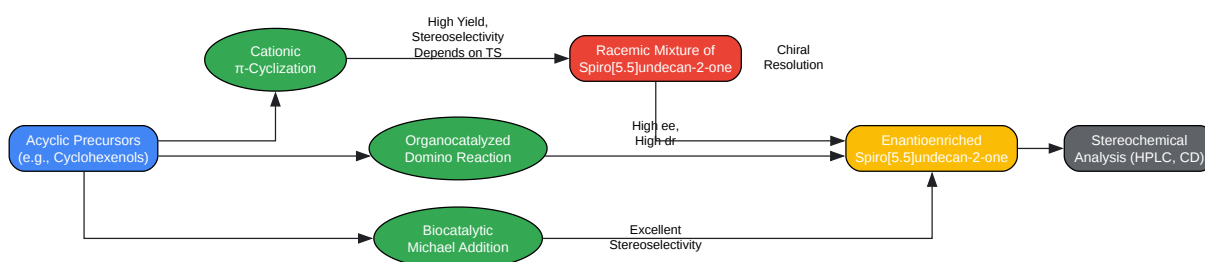 Cationic
π-Cyclization
High Yield,
Stereoselectivity
Depends on TS
Racemic Mixture of
Spiro[5.5]undecan-2-one
Chiral
Resolution
Acyclic Precursors
(e.g., Cyclohexenols)
Organocatalyzed
Domino Reaction
High ee,
High dr
Enantioenriched
Spiro[5.5]undecan-2-one
Stereochemical
Analysis (HPLC, CD)
Biocatalytic
Michael Addition
Excellent
Stereoselectivity